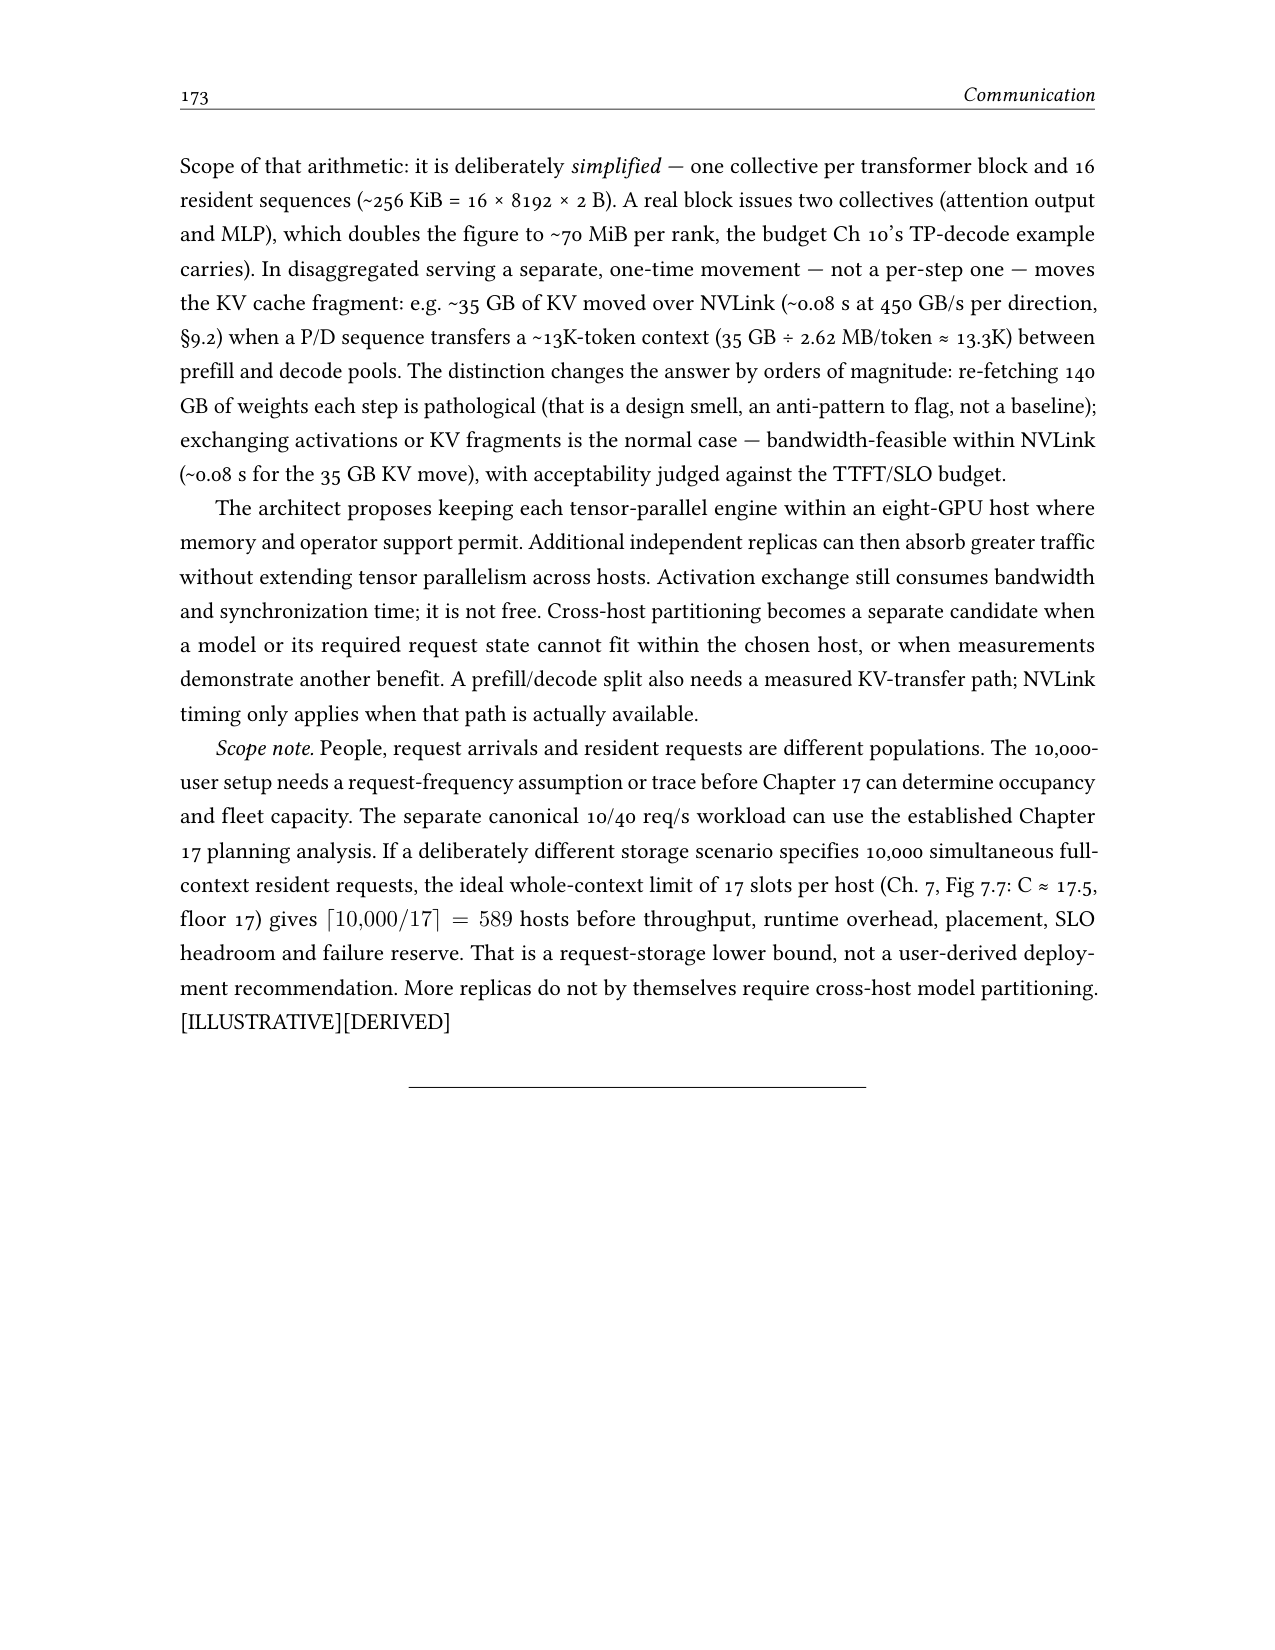 173 Communication
Scope of that arithmetic: it is deliberately simplified — one collective per transformer block and 16
resident sequences (~256 KiB = 16 × 8192 × 2 B). A real block issues two collectives (attention output
and MLP), which doubles the figure to ~70 MiB per rank, the budget Ch 10’s TP-decode example
carries). In disaggregated serving a separate, one-time movement — not a per-step one — moves
the KV cache fragment: e.g. ~35 GB of KV moved over NVLink (~0.08 s at 450 GB/s per direction,
§9.2) when a P/D sequence transfers a ~13K-token context (35 GB ÷ 2.62 MB/token ≈ 13.3K) between
prefill and decode pools. The distinction changes the answer by orders of magnitude: re-fetching 140
GB of weights each step is pathological (that is a design smell, an anti-pattern to flag, not a baseline);
exchanging activations or KV fragments is the normal case — bandwidth-feasible within NVLink
(~0.08 s for the 35 GB KV move), with acceptability judged against the TTFT/SLO budget.
The architect proposes keeping each tensor-parallel engine within an eight-GPU host where
memory and operator support permit. Additional independent replicas can then absorb greater traffic
without extending tensor parallelism across hosts. Activation exchange still consumes bandwidth
and synchronization time; it is not free. Cross-host partitioning becomes a separate candidate when
a model or its required request state cannot fit within the chosen host, or when measurements
demonstrate another benefit. A prefill/decode split also needs a measured KV-transfer path; NVLink
timing only applies when that path is actually available.
Scope note. People, request arrivals and resident requests are different populations. The 10,000-
user setup needs a request-frequency assumption or trace before Chapter 17 can determine occupancy
and fleet capacity. The separate canonical 10/40 req/s workload can use the established Chapter
17 planning analysis. If a deliberately different storage scenario specifies 10,000 simultaneous full-
context resident requests, the ideal whole-context limit of 17 slots per host (Ch. 7, Fig 7.7: C ≈ 17.5,
floor 17) gives ⌈10,000/17⌉ = 589 hosts before throughput, runtime overhead, placement, SLO
headroom and failure reserve. That is a request-storage lower bound, not a user-derived deploy-
ment recommendation. More replicas do not by themselves require cross-host model partitioning.
[ILLUSTRATIVE][DERIVED]